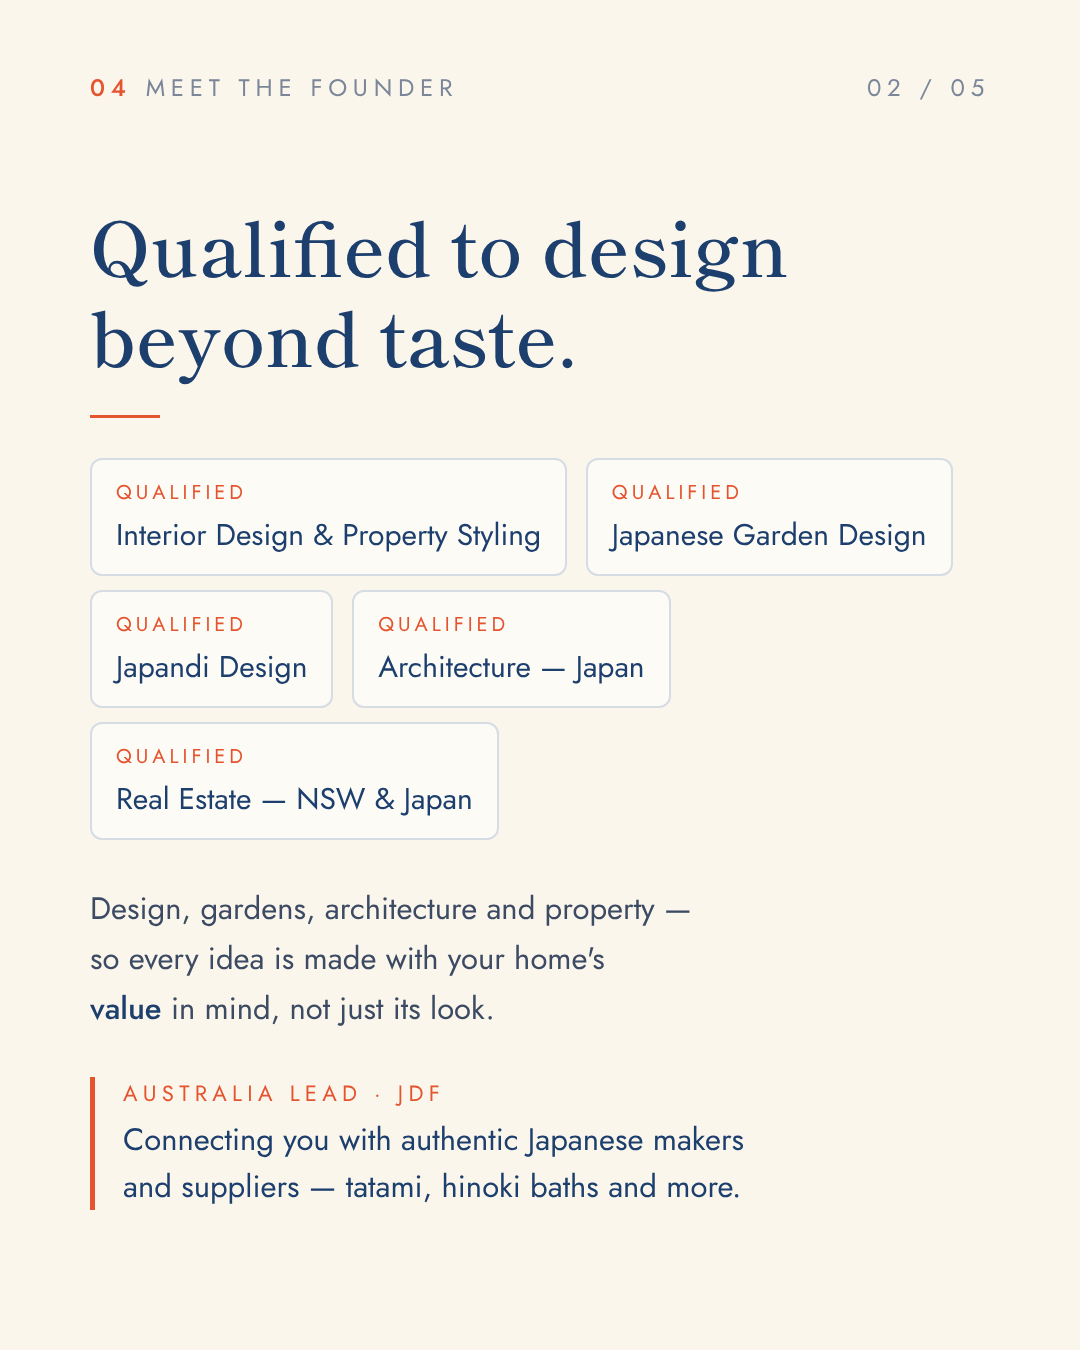 04 MEET THE FOUNDER
02 / 05
Qualified to design
beyond taste.
QUALIFIED
Interior Design & Property Styling
QUALIFIED
Japanese Garden Design
QUALIFIED
Japandi Design
QUALIFIED
Architecture — Japan
QUALIFIED
Real Estate — NSW & Japan
Design, gardens, architecture and property —
so every idea is made with your home's
value in mind, not just its look.
AUSTRALIA LEAD · JDF
Connecting you with authentic Japanese makers
and suppliers — tatami, hinoki baths and more.